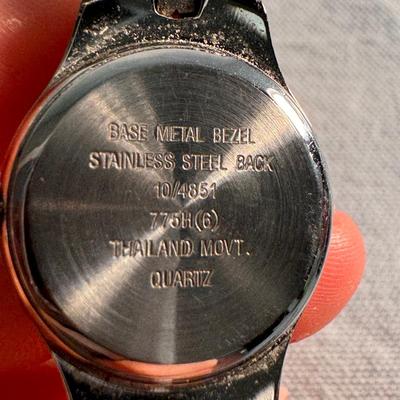 BASE METAL BEZEL
STAINLESS STEEL BACK
10/4851
775H(6)
THAILAND MOVT.
QUARTZ